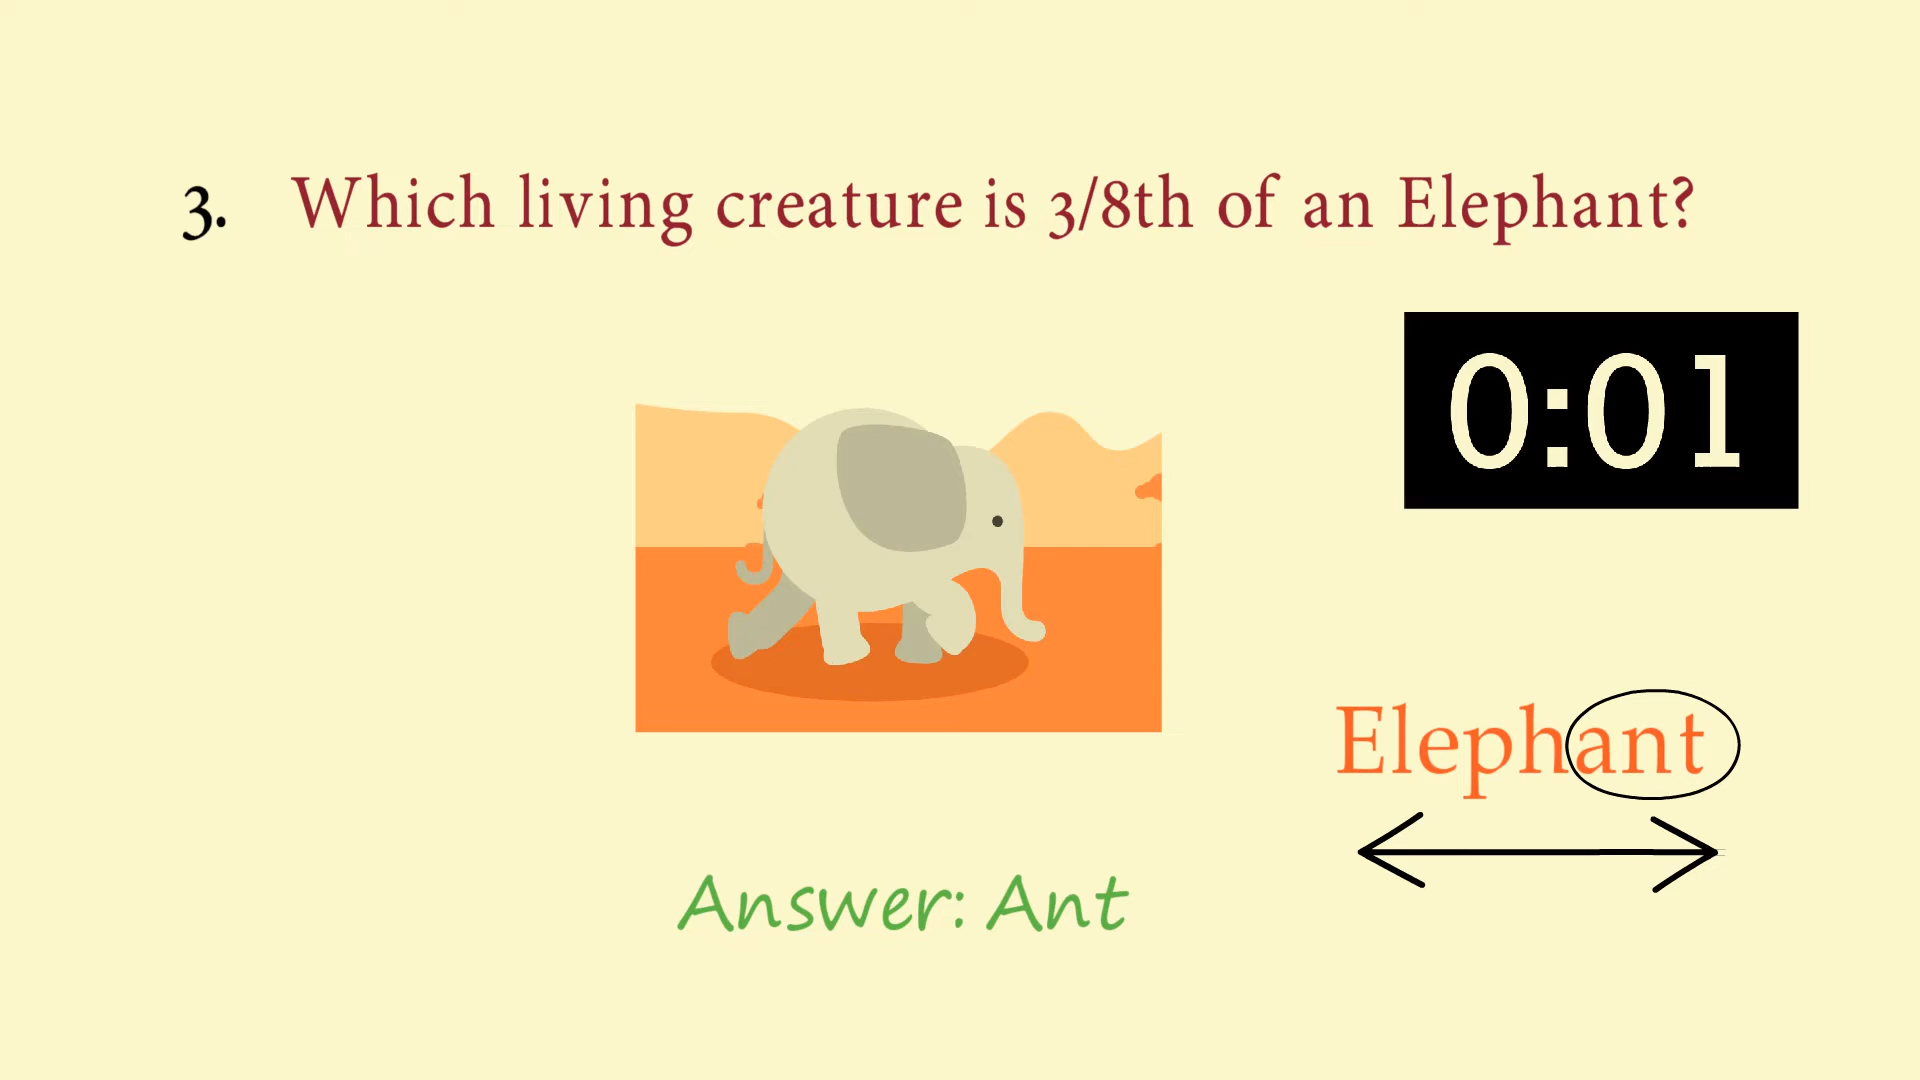 3. Which living creature is 3/8th of an Elephant?
0:01
Elephant
Answer: Ant